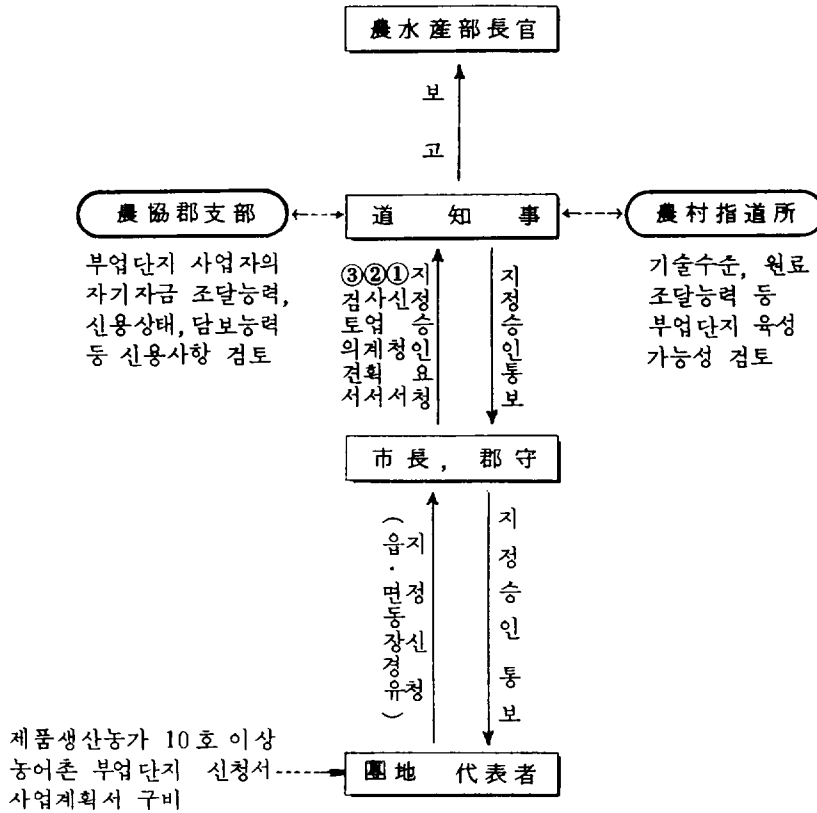 農水産部長官
보고
農協郡支部
道 知 事
農村指道所
부업단지 사업자의
자기자금 조달능력,
신용상태, 담보능력
등 신용사항 검토
지정승인요청
①신청서
②사업계획서
③검토의견서
지정승인통보
기술수준, 원료
조달능력 등
부업단지 육성
가능성 검토
市長, 郡守
지정신청
(읍·면동장경유)
지정승인통보
제품생산농가 10호 이상
농어촌 부업단지 신청서
사업계획서 구비
團地 代表者